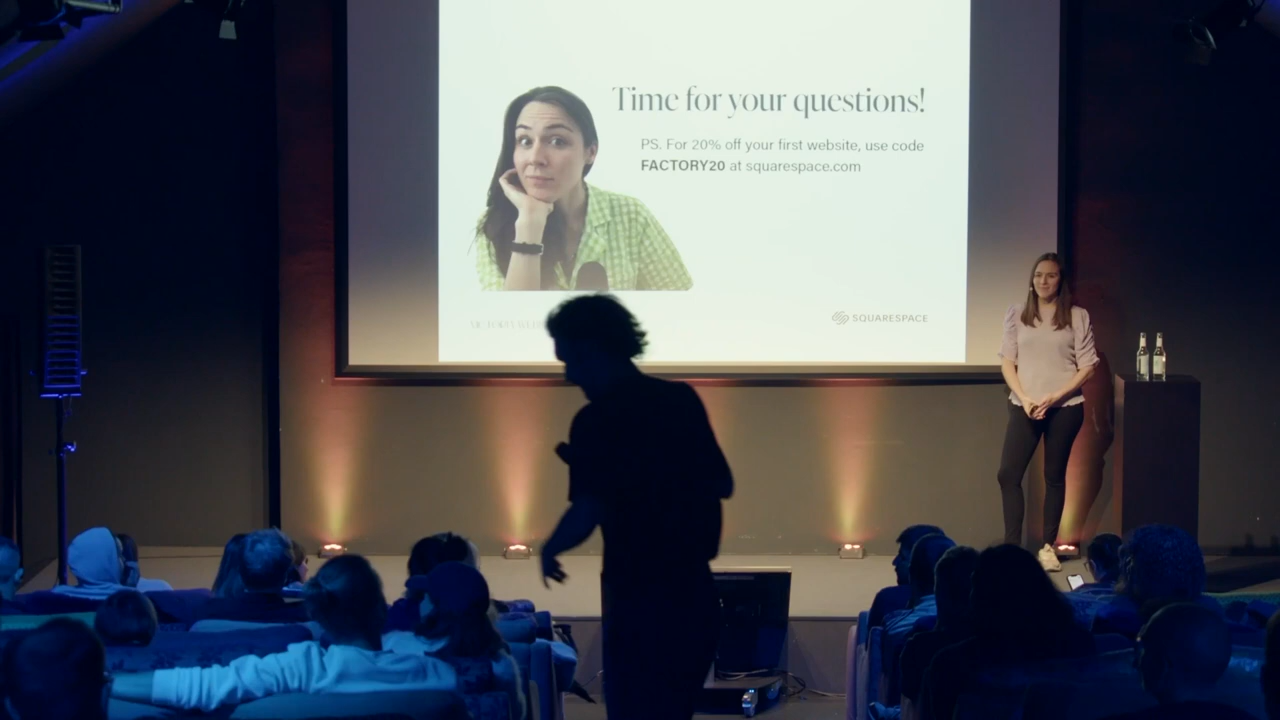 Time for your questions!
PS. For 20% off your first website, use code
FACTORY20 at squarespace.com
SQUARESPACE